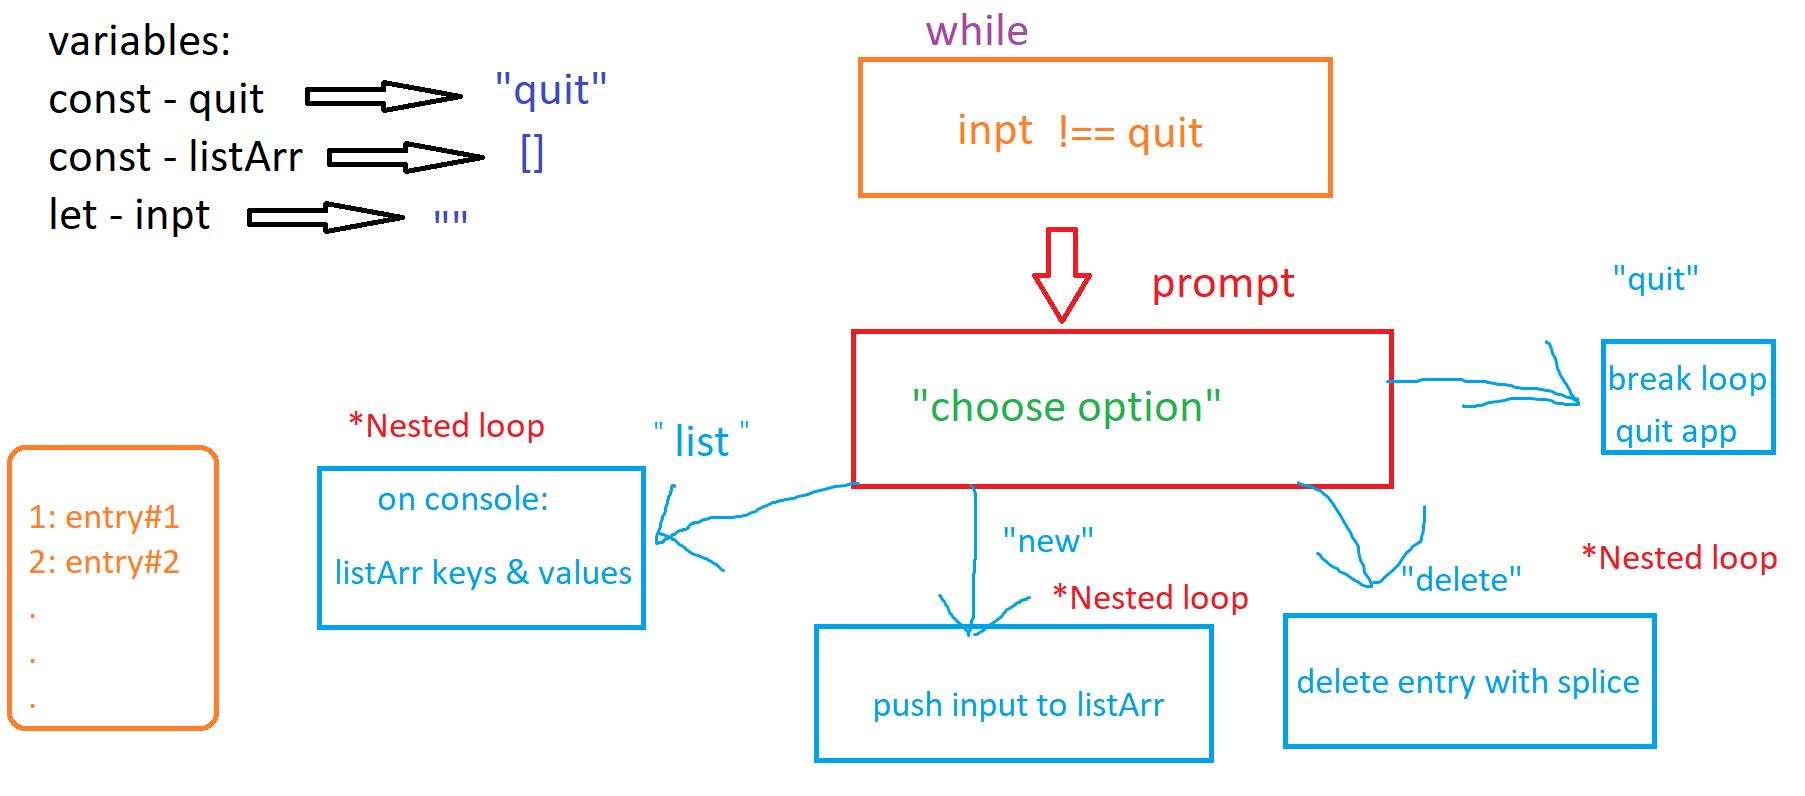 variables:
const - quit
"quit"
const - listArr
[]
let - inpt
""
while
inpt !== quit
prompt
"choose option"
"quit"
break loop
quit app
*Nested loop
"list"
on console:
listArr keys & values
1: entry#1
2: entry#2
.
.
.
"new"
*Nested loop
push input to listArr
"delete"
*Nested loop
delete entry with splice